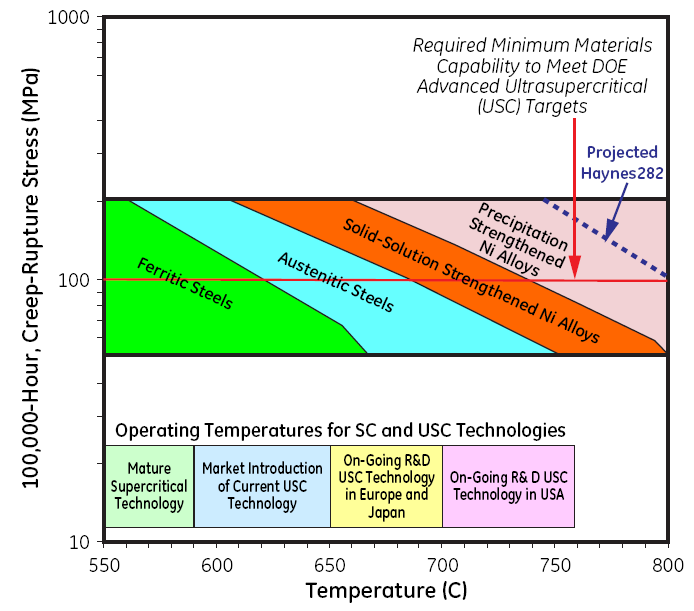 1000
100
10
100,000-Hour, Creep-Rupture Stress (MPa)
Required Minimum Materials
Capability to Meet DOE
Advanced Ultrasupercritical
(USC) Targets
Projected
Haynes282
Precipitation
Strengthened
Ni Alloys
Solid-Solution Strengthened Ni Alloys
Austenitic Steels
Ferritic Steels
Operating Temperatures for SC and USC Technologies
Mature
Supercritical
Technology
Market Introduction
of Current USC
Technology
On-Going R&D
USC Technology
in Europe and
Japan
On-Going R& D USC
Technology in USA
550
600
650
700
750
800
Temperature (C)